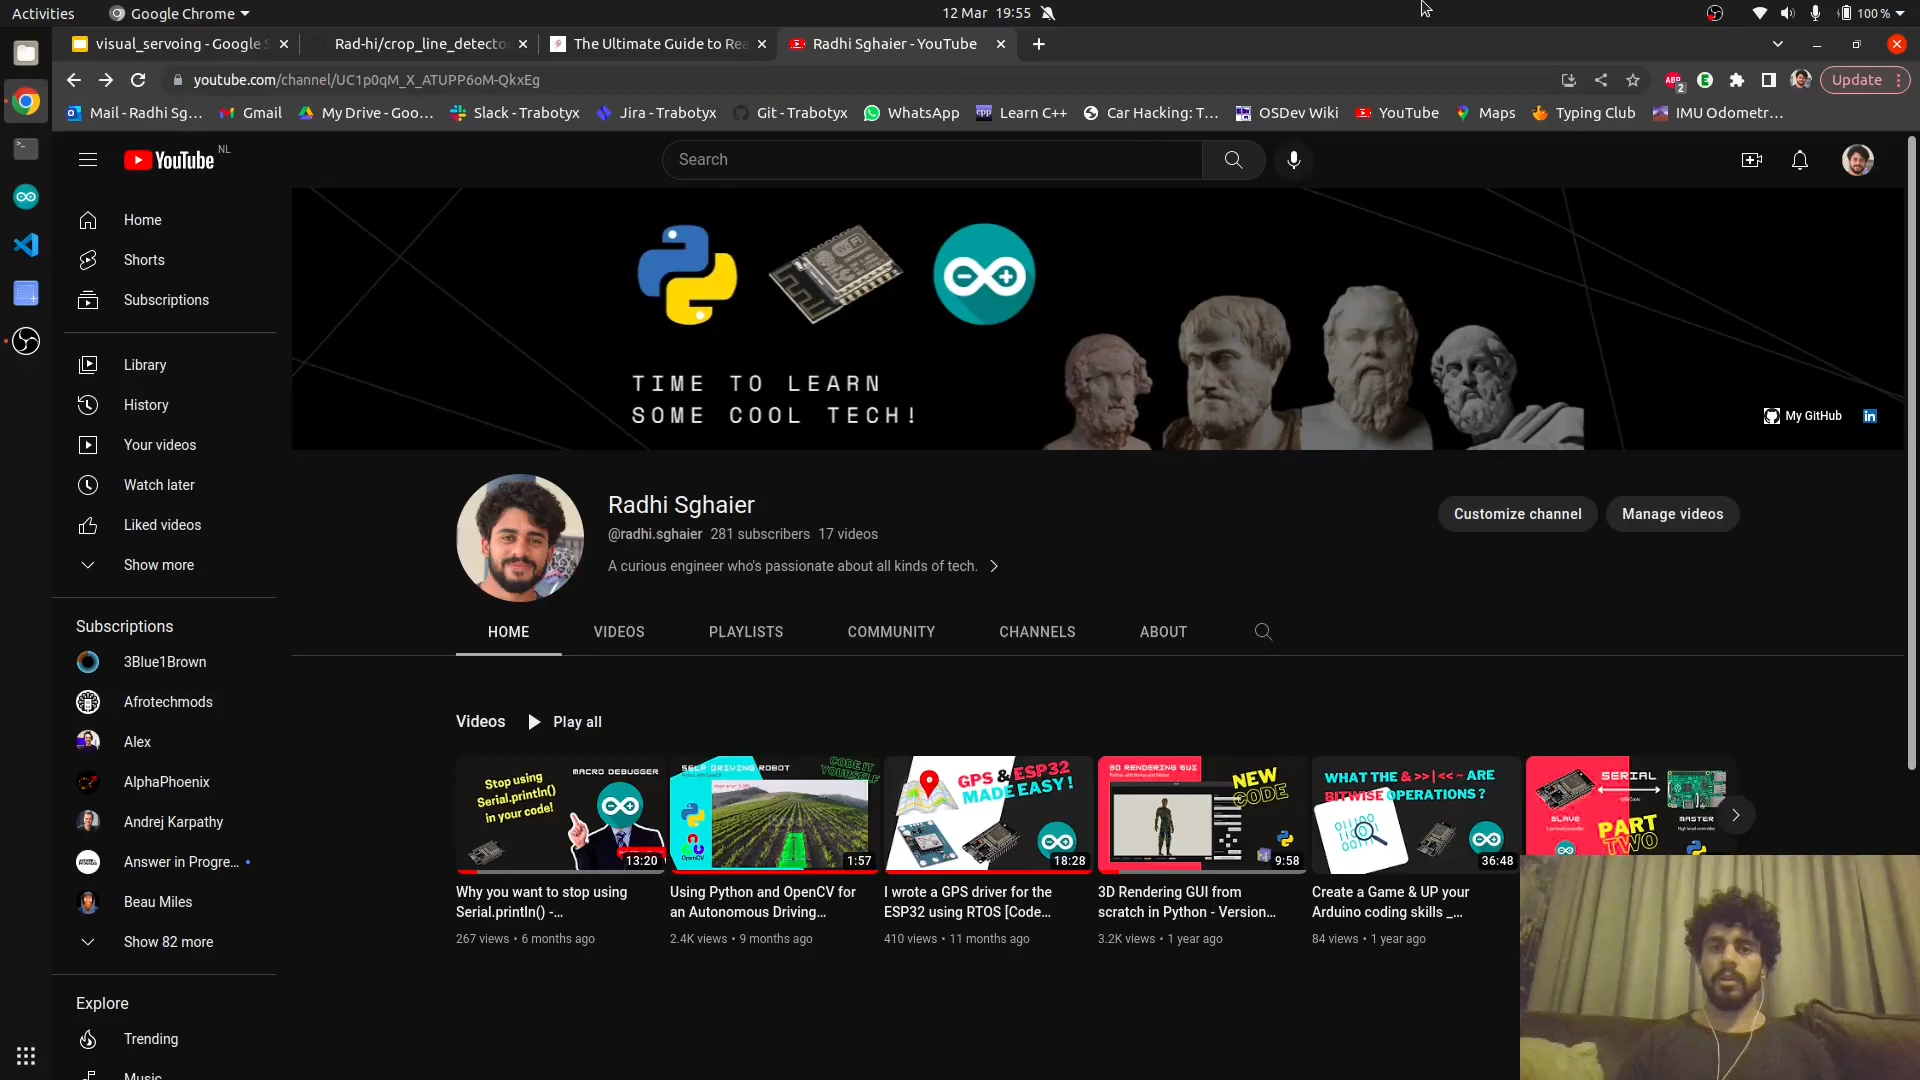 Activities
Google Chrome
12 Mar 19:55
100 %
visual_servoing - Google S
Rad-hi/crop_line_detecto
The Ultimate Guide to Rea
Radhi Sghaier - YouTube
youtube.com/channel/UC1p0qM_X_ATUPP6oM-QkxEg
ABP
2
Update
Mail - Radhi Sg...
Gmail
My Drive - Goo...
Slack - Trabotyx
Jira - Trabotyx
Git - Trabotyx
WhatsApp
cpp
Learn C++
Car Hacking: T...
OSDev Wiki
YouTube
Maps
Typing Club
IMU Odometr...
YouTube
NL
Search
Home
Shorts
Subscriptions
Library
History
Your videos
Watch later
Liked videos
Show more
Subscriptions
3Blue1Brown
Afrotechmods
Alex
AlphaPhoenix
Andrej Karpathy
Answer in Progre...
Beau Miles
Show 82 more
Explore
Trending
Music
WiFi
TIME TO LEARN
SOME COOL TECH!
My GitHub
in
Radhi Sghaier
@radhi.sghaier 281 subscribers 17 videos
A curious engineer who's passionate about all kinds of tech.
Customize channel
Manage videos
HOME
VIDEOS
PLAYLISTS
COMMUNITY
CHANNELS
ABOUT
Videos
Play all
Stop using
Serial.println()
in your code!
MACRO DEBUGGER
13:20
Why you want to stop using
Serial.println() -...
267 views • 6 months ago
SELF DRIVING ROBOT
CODE IT
YOURSELF
OpenCV
1:57
Using Python and OpenCV for
an Autonomous Driving...
2.4K views • 9 months ago
GPS & ESP32
MADE EASY!
18:28
I wrote a GPS driver for the
ESP32 using RTOS [Code...
410 views • 11 months ago
3D RENDERING GUI
NEW
CODE
9:58
3D Rendering GUI from
scratch in Python - Version...
3.2K views • 1 year ago
WHAT THE & >>|<< ~ ARE
BITWISE OPERATIONS?
36:48
Create a Game & UP your
Arduino coding skills _...
84 views • 1 year ago
SERIAL
SLAVE
MASTER
PART
TWO